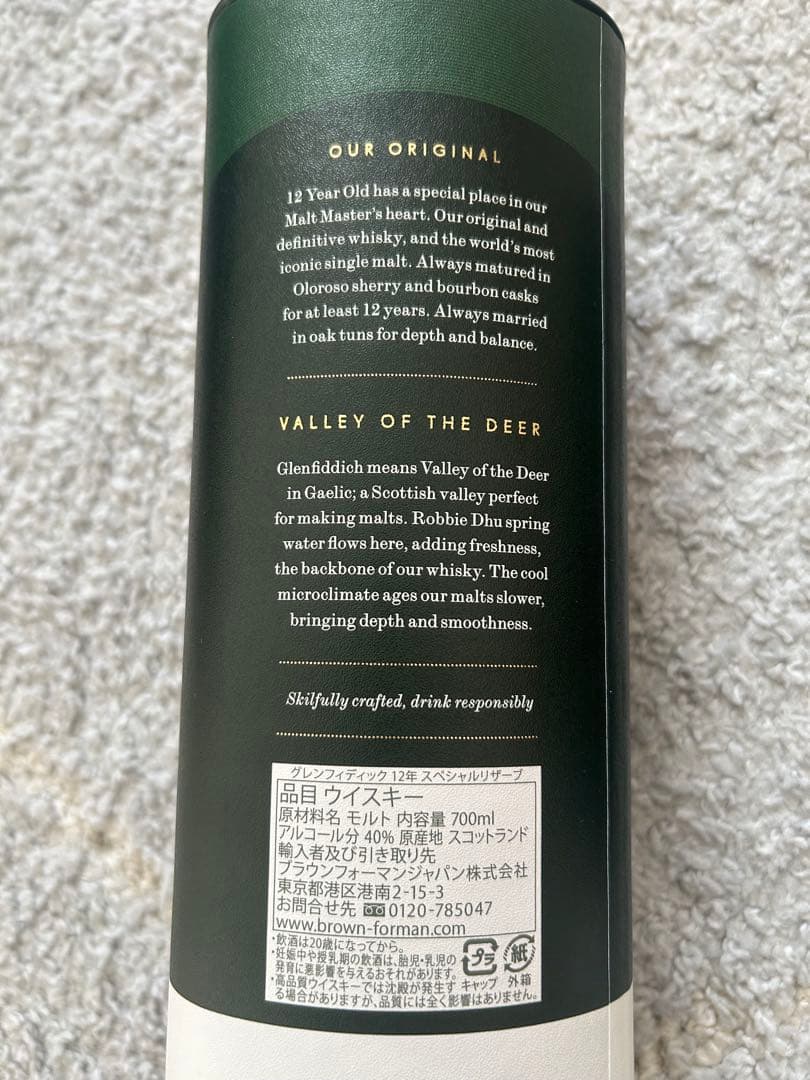 OUR ORIGINAL
12 Year Old has a special place in our
Malt Master's heart. Our original and
definitive whisky, and the world's most
iconic single malt. Always matured in
Oloroso sherry and bourbon casks
for at least 12 years. Always married
in oak tuns for depth and balance.
VALLEY OF THE DEER
Glenfiddich means Valley of the Deer
in Gaelic; a Scottish valley perfect
for making malts. Robbie Dhu spring
water flows here, adding freshness,
the backbone of our whisky. The cool
microclimate ages our malts slower,
bringing depth and smoothness.
Skilfully crafted, drink responsibly
グレンフィディック 12年 スペシャルリザーブ
品目 ウイスキー
原材料名 モルト 内容量 700ml
アルコール分 40% 原産地 スコットランド
輸入者及び引き取り先
ブラウンフォーマンジャパン株式会社
東京都港区港南2-15-3
お問合せ先 0120-785047
www.brown-forman.com
・飲酒は20歳になってから。
・妊娠中や授乳期の飲酒は、胎児・乳児の
発育に悪影響を与えるおそれがあります。
・高品質ウイスキーでは沈殿が発生す
る場合がありますが、品質には全く影響はありません。
プラ
キャップ
紙
外箱